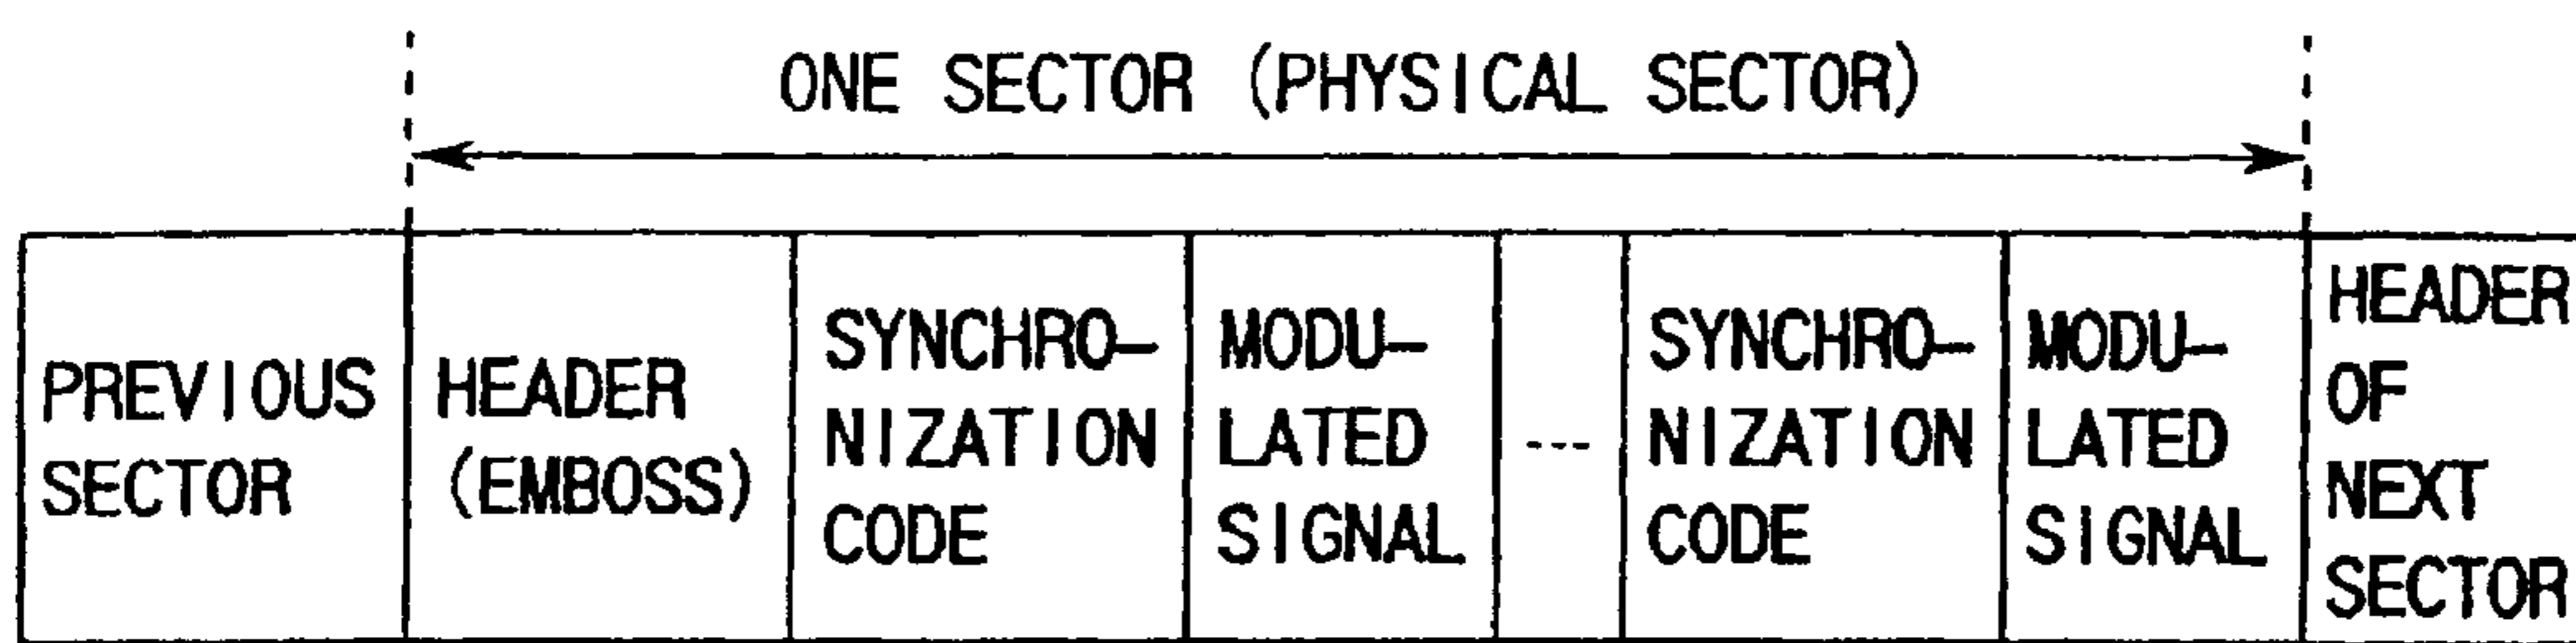 ONE SECTOR (PHYSICAL SECTOR)
PREVIOUS
SECTOR
HEADER
(EMBOSS)
SYNCHRO-
NIZATION
CODE
MODU-
LATED
SIGNAL
---
SYNCHRO-
NIZATION
CODE
MODU-
LATED
SIGNAL
HEADER
OF
NEXT
SECTOR